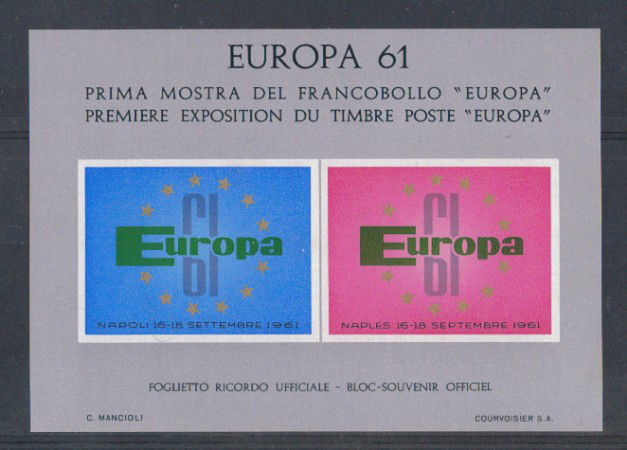 EUROPA 61
PRIMA MOSTRA DEL FRANCOBOLLO "EUROPA"
PREMIERE EXPOSITION DU TIMBRE POSTE "EUROPA"
61
Europa
61
NAPOLI 16-18 SETTEMBRE 1961
61
Europa
61
NAPLES 16-18 SEPTEMBRE 1961
FOGLIETTO RICORDO UFFICIALE - BLOC-SOUVENIR OFFICIEL
C. MANCIOLI
COURVOISIER S.A.